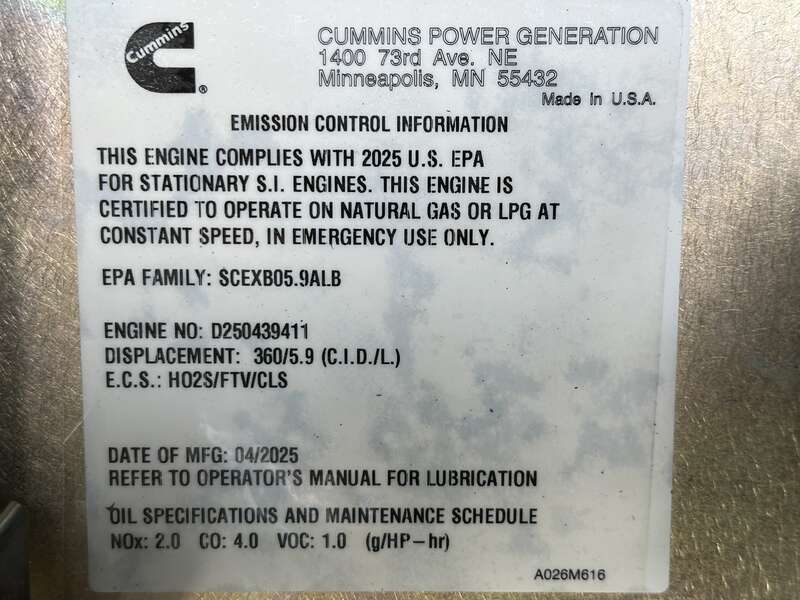 Cummins
®
CUMMINS POWER GENERATION
1400 73rd Ave. NE
Minneapolis, MN 55432
Made in U.S.A.
EMISSION CONTROL INFORMATION
THIS ENGINE COMPLIES WITH 2025 U.S. EPA
FOR STATIONARY S.I. ENGINES. THIS ENGINE IS
CERTIFIED TO OPERATE ON NATURAL GAS OR LPG AT
CONSTANT SPEED, IN EMERGENCY USE ONLY.
EPA FAMILY: SCEXB05.9ALB
ENGINE NO: D250439411
DISPLACEMENT: 360/5.9 (C.I.D./L.)
E.C.S.: HO2S/FTV/CLS
DATE OF MFG: 04/2025
REFER TO OPERATOR'S MANUAL FOR LUBRICATION
OIL SPECIFICATIONS AND MAINTENANCE SCHEDULE
NOx: 2.0 CO: 4.0 VOC: 1.0 (g/HP-hr)
A026M616